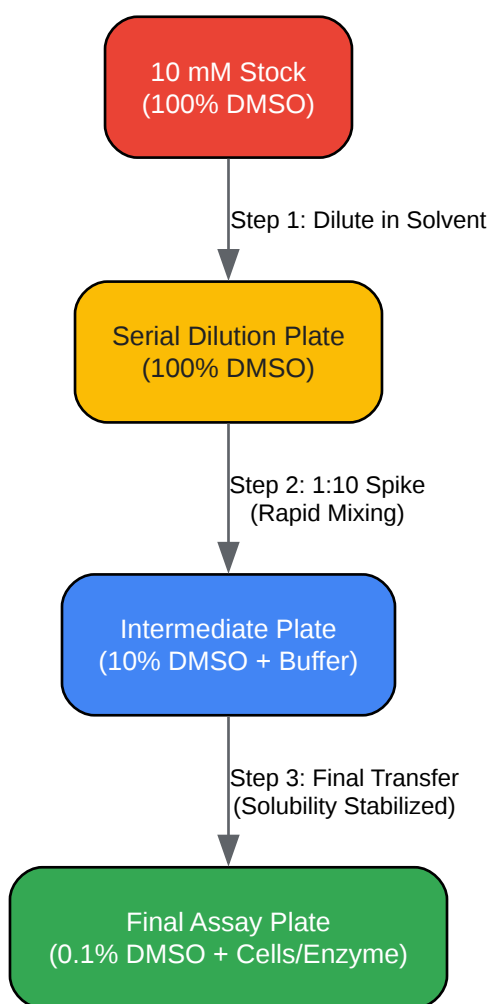 10 mM Stock
(100% DMSO)
Step 1: Dilute in Solvent
Serial Dilution Plate
(100% DMSO)
Step 2: 1:10 Spike
(Rapid Mixing)
Intermediate Plate
(10% DMSO + Buffer)
Step 3: Final Transfer
(Solubility Stabilized)
Final Assay Plate
(0.1% DMSO + Cells/Enzyme)